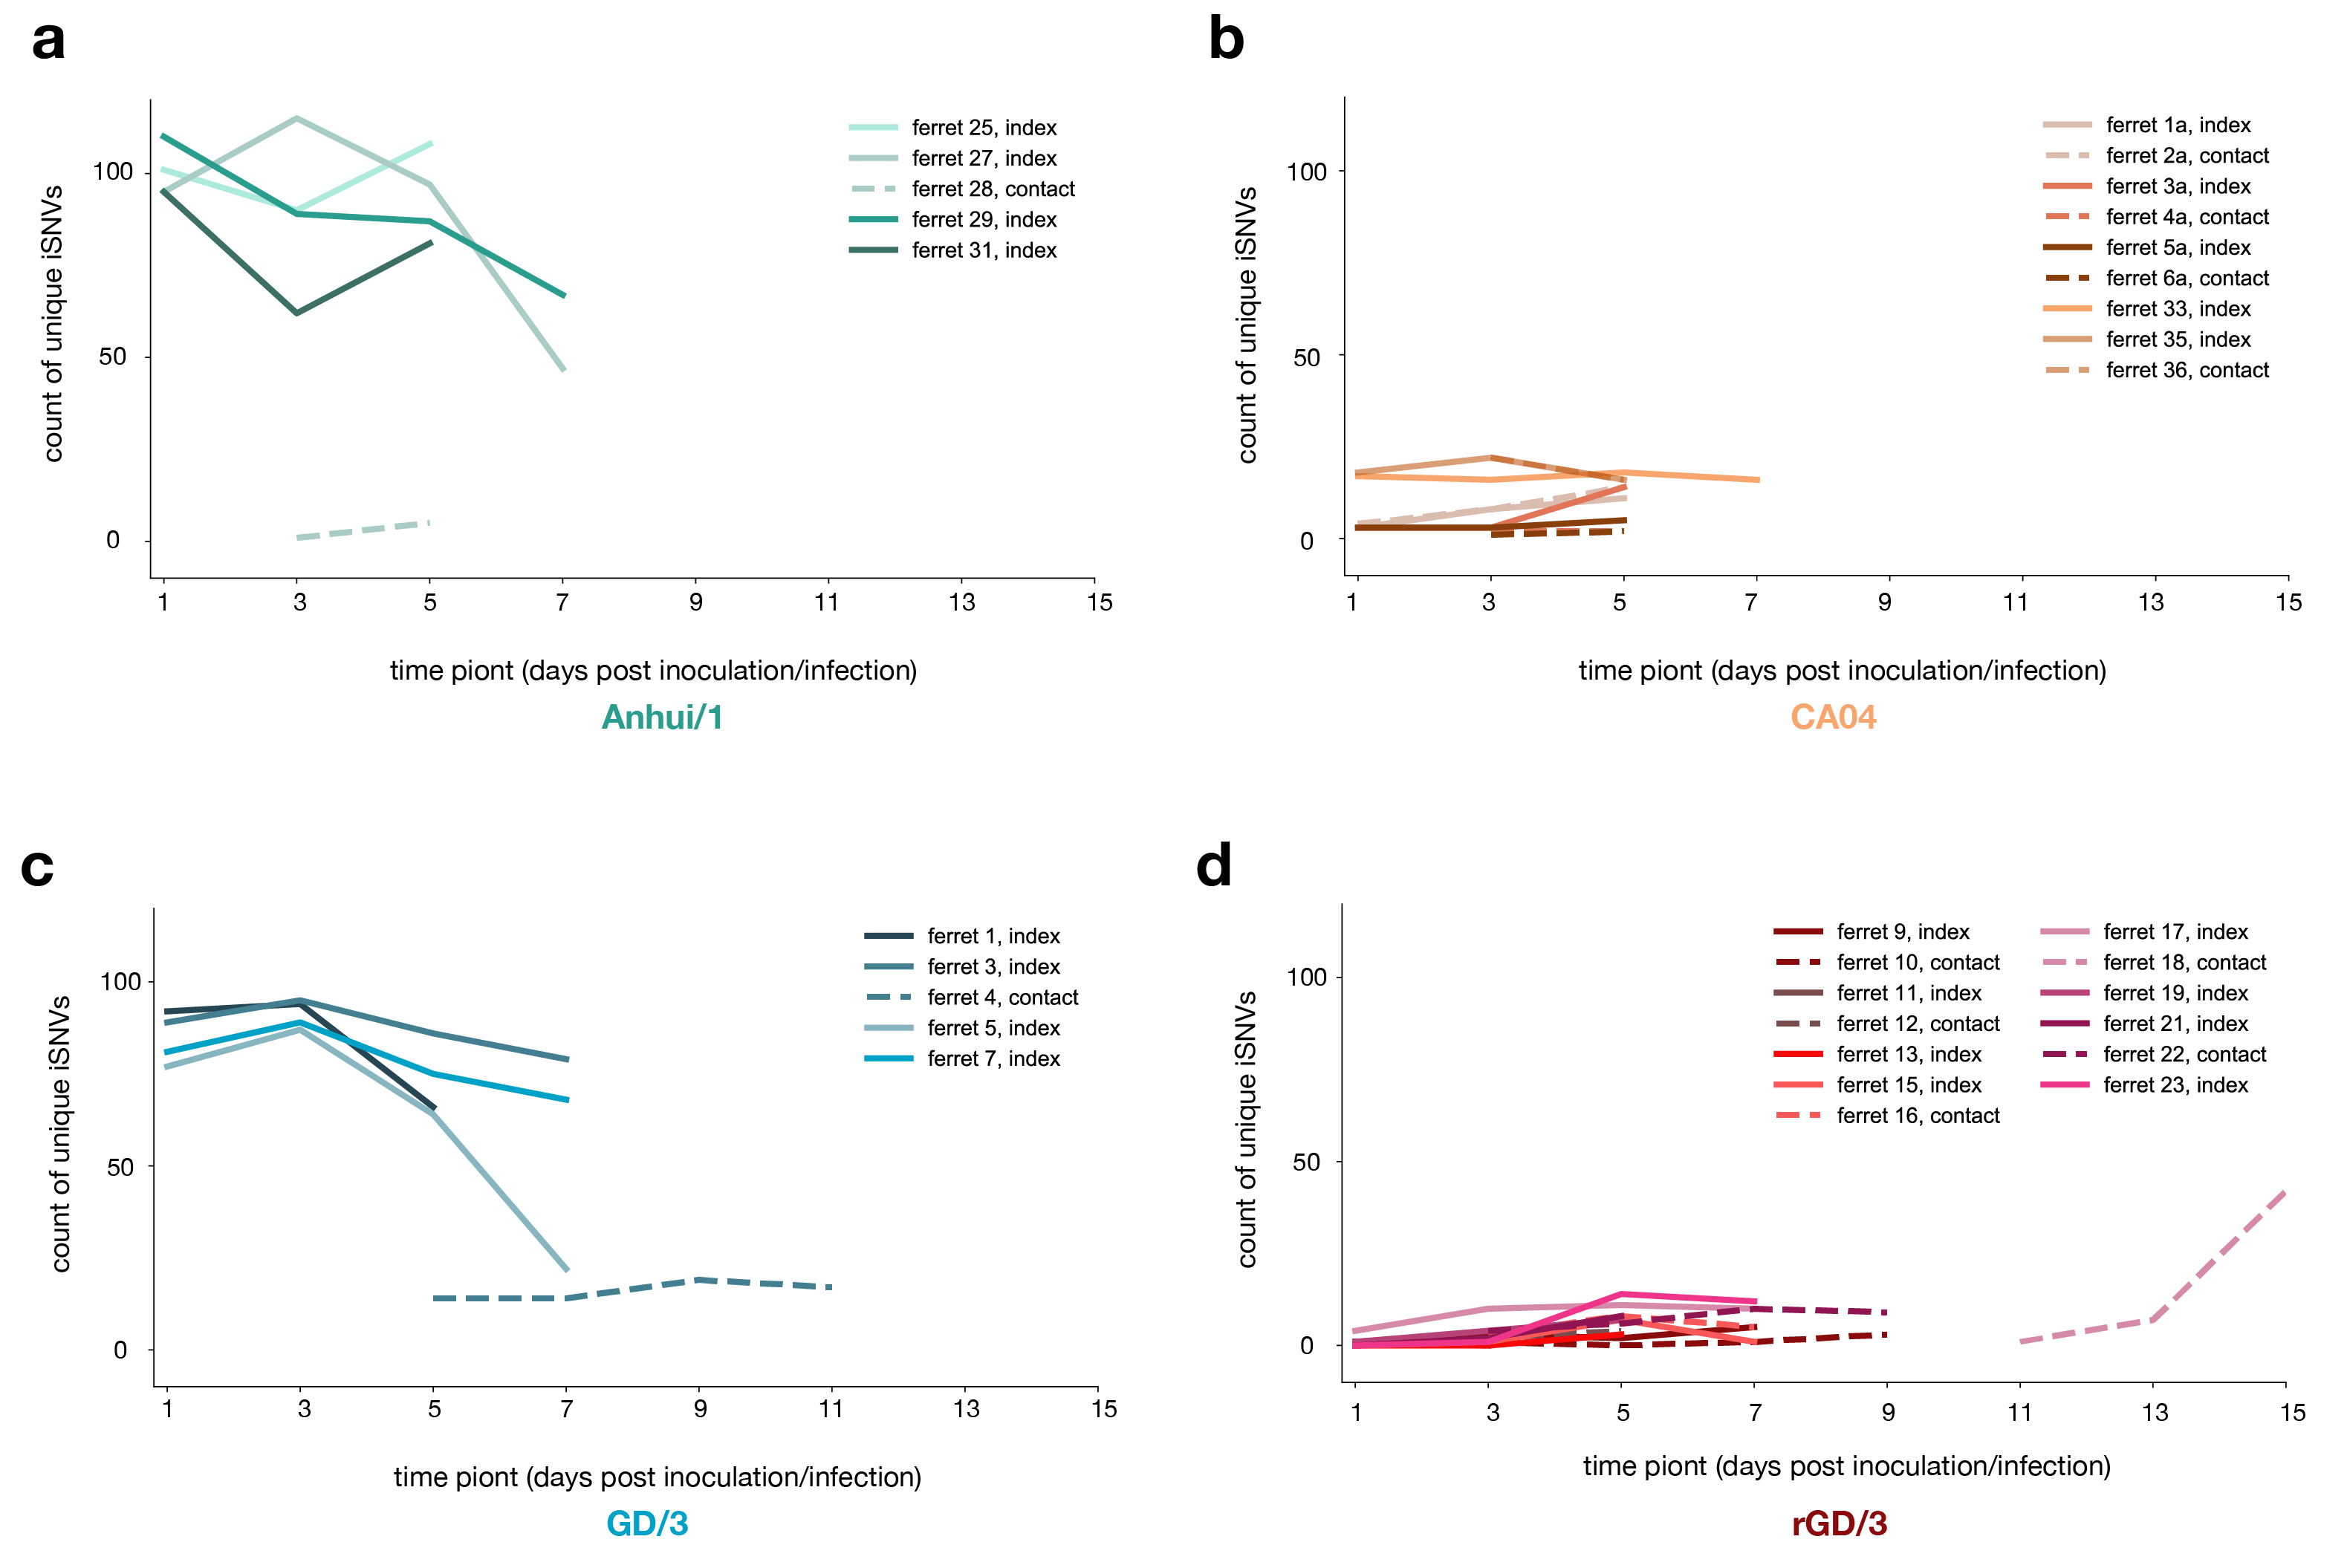 a
count of unique iSNVs
100
50
0
ferret 25, index
ferret 27, index
ferret 28, contact
ferret 29, index
ferret 31, index
1 3 5 7 9 11 13 15
time piont (days post inoculation/infection)
Anhui/1
b
count of unique iSNVs
100
50
0
ferret 1a, index
ferret 2a, contact
ferret 3a, index
ferret 4a, contact
ferret 5a, index
ferret 6a, contact
ferret 33, index
ferret 35, index
ferret 36, contact
1 3 5 7 9 11 13 15
time piont (days post inoculation/infection)
CA04
c
count of unique iSNVs
100
50
0
ferret 1, index
ferret 3, index
ferret 4, contact
ferret 5, index
ferret 7, index
1 3 5 7 9 11 13 15
time piont (days post inoculation/infection)
GD/3
d
count of unique iSNVs
100
50
0
ferret 9, index
ferret 10, contact
ferret 11, index
ferret 12, contact
ferret 13, index
ferret 15, index
ferret 16, contact
ferret 17, index
ferret 18, contact
ferret 19, index
ferret 21, index
ferret 22, contact
ferret 23, index
1 3 5 7 9 11 13 15
time piont (days post inoculation/infection)
rGD/3